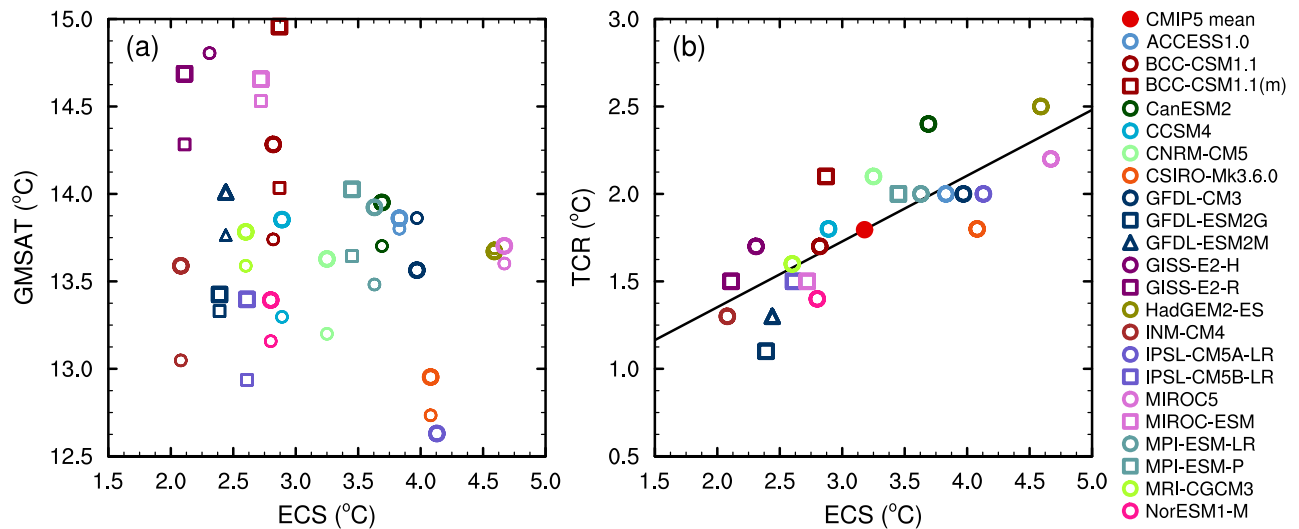 (a)
GMSAT (°C)
15.0
14.5
14.0
13.5
13.0
12.5
1.5 2.0 2.5 3.0 3.5 4.0 4.5 5.0
ECS (°C)
(b)
TCR (°C)
3.0
2.5
2.0
1.5
1.0
0.5
1.5 2.0 2.5 3.0 3.5 4.0 4.5 5.0
ECS (°C)
CMIP5 mean
ACCESS1.0
BCC-CSM1.1
BCC-CSM1.1(m)
CanESM2
CCSM4
CNRM-CM5
CSIRO-Mk3.6.0
GFDL-CM3
GFDL-ESM2G
GFDL-ESM2M
GISS-E2-H
GISS-E2-R
HadGEM2-ES
INM-CM4
IPSL-CM5A-LR
IPSL-CM5B-LR
MIROC5
MIROC-ESM
MPI-ESM-LR
MPI-ESM-P
MRI-CGCM3
NorESM1-M